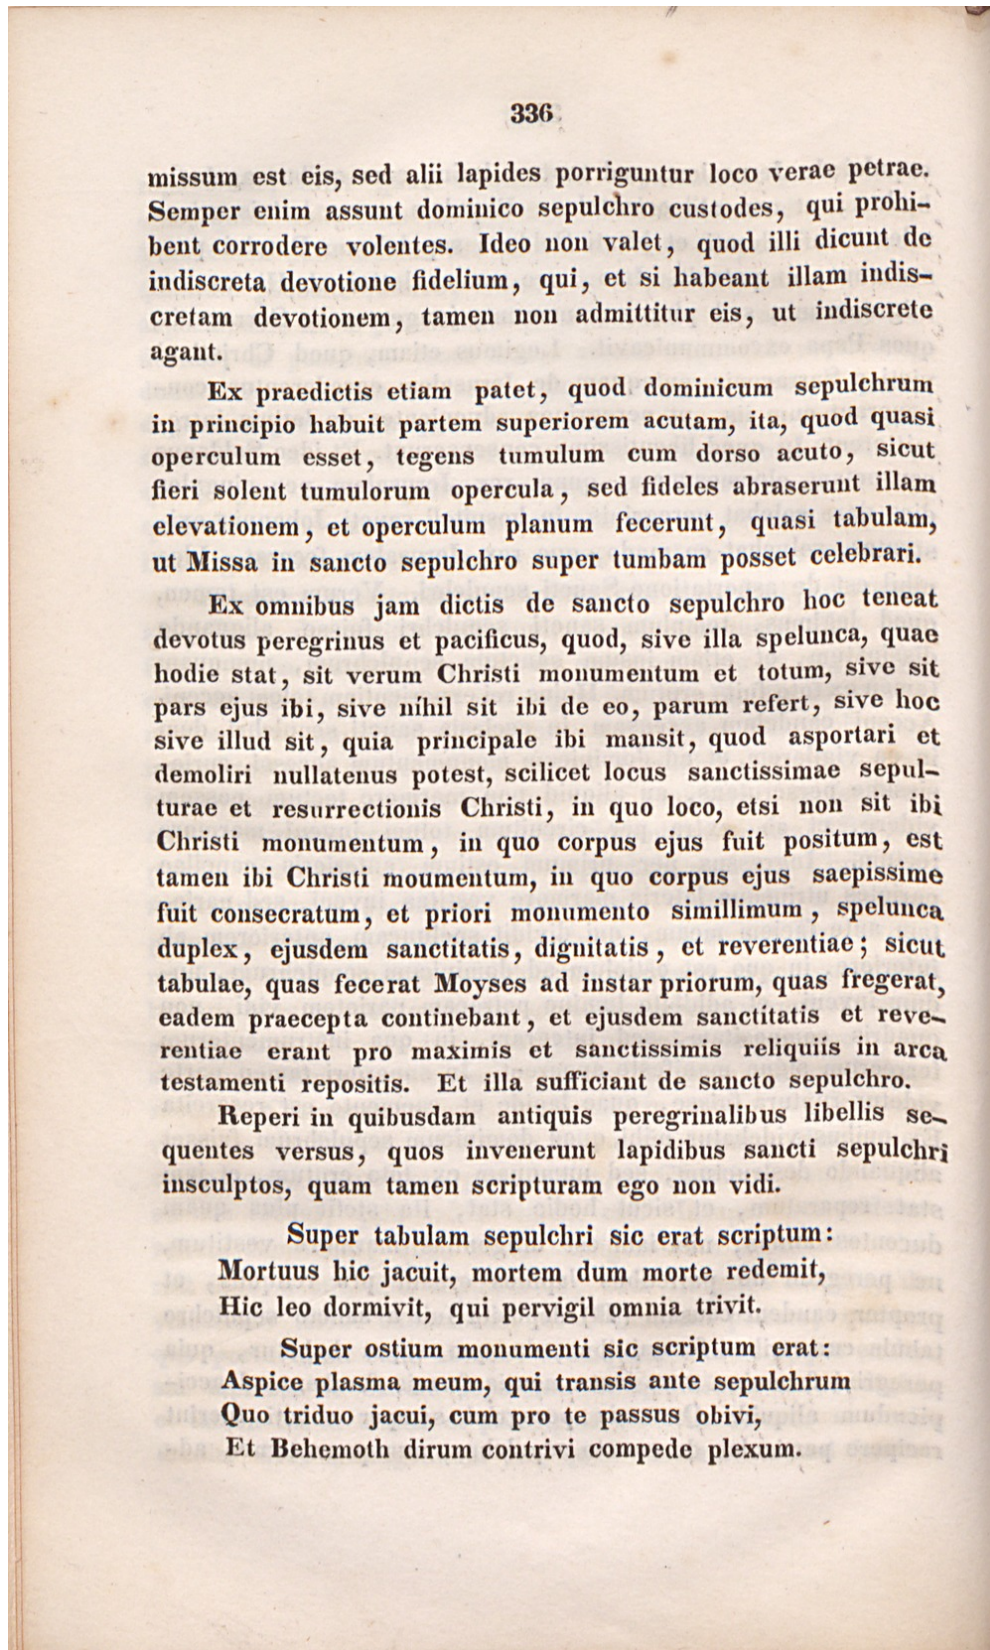 336
missum est eis, sed alii lapides porriguntur loco verae petrae.
Semper enim assunt dominico sepulchro custodes, qui prohi-
bent corrodere volentes. Ideo non valet, quod illi dicunt de
indiscreta devotione fidelium, qui, et si habeant illam indis-
cretam devotionem, tamen non admittitur eis, ut indiscrete
agant.
Ex praedictis etiam patet, quod dominicum sepulchrum
in principio habuit partem superiorem acutam, ita, quod quasi
operculum esset, tegens tumulum cum dorso acuto, sicut
fieri solent tumulorum opercula, sed fideles abraserunt illam
elevationem, et operculum planum fecerunt, quasi tabulam,
ut Missa in sancto sepulchro super tumbam posset celebrari.
Ex omnibus jam dictis de sancto sepulchro hoc teneat
devotus peregrinus et pacificus, quod, sive illa spelunca, quae
hodie stat, sit verum Christi monumentum et totum, sive sit
pars ejus ibi, sive nihil sit ibi de eo, parum refert, sive hoc
sive illud sit, quia principale ibi mansit, quod asportari et
demoliri nullatenus potest, scilicet locus sanctissimae sepul-
turae et resurrectionis Christi, in quo loco, etsi non sit ibi
Christi monumentum, in quo corpus ejus fuit positum, est
tamen ibi Christi moumentum, in quo corpus ejus saepissime
fuit consecratum, et priori monumento simillimum, spelunca
duplex, ejusdem sanctitatis, dignitatis, et reverentiae; sicut
tabulae, quas fecerat Moyses ad instar priorum, quas fregerat,
eadem praecepta continebant, et ejusdem sanctitatis et reve-
rentiae erant pro maximis et sanctissimis reliquiis in arca
testamenti repositis. Et illa sufficiant de sancto sepulchro.
Reperi in quibusdam antiquis peregrinalibus libellis se-
quentes versus, quos invenerunt lapidibus sancti sepulchri
insculptos, quam tamen scripturam ego non vidi.
Super tabulam sepulchri sic erat scriptum:
Mortuus hic jacuit, mortem dum morte redemit,
Hic leo dormivit, qui pervigil omnia trivit.
Super ostium monumenti sic scriptum erat:
Aspice plasma meum, qui transis ante sepulchrum
Quo triduo jacui, cum pro te passus obivi,
Et Behemoth dirum contrivi compede plexum.